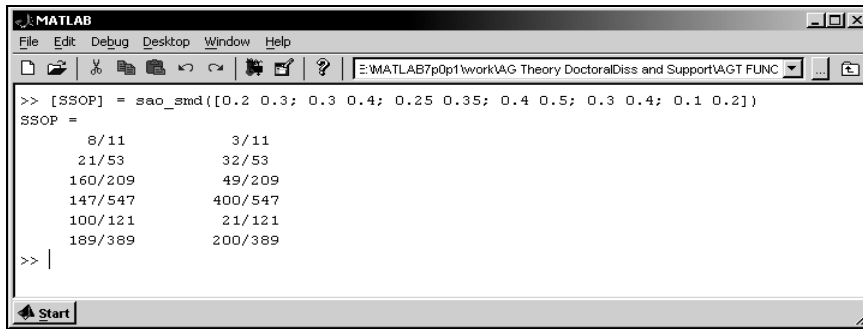 MATLAB
File Edit Debug Desktop Window Help
E:\MATLAB7p0p1\work\AG Theory DoctoralDiss and Support\AGT FUNC ...
>> [SSOP] = sao_smd([0.2 0.3; 0.3 0.4; 0.25 0.35; 0.4 0.5; 0.3 0.4; 0.1 0.2])
SSOP =
8/11 3/11
21/53 32/53
160/209 49/209
147/547 400/547
100/121 21/121
189/389 200/389
>>
Start